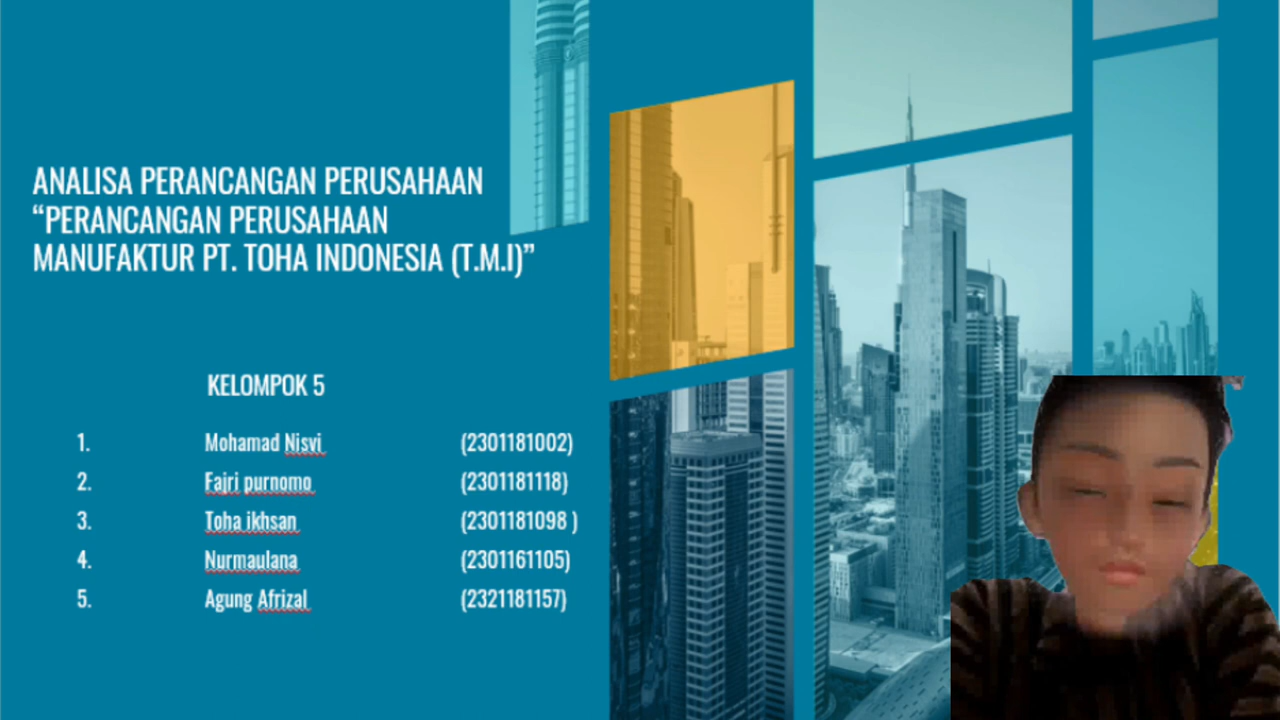 ANALISA PERANCANGAN PERUSAHAAN
“PERANCANGAN PERUSAHAAN
MANUFAKTUR PT. TOHA INDONESIA (T.M.I)”
KELOMPOK 5
1. Mohamad Nisvi (2301181002)
2. Fajri purnomo (2301181118)
3. Toha ikhsan (2301181098 )
4. Nurmaulana (2301161105)
5. Agung Afrizal (2321181157)